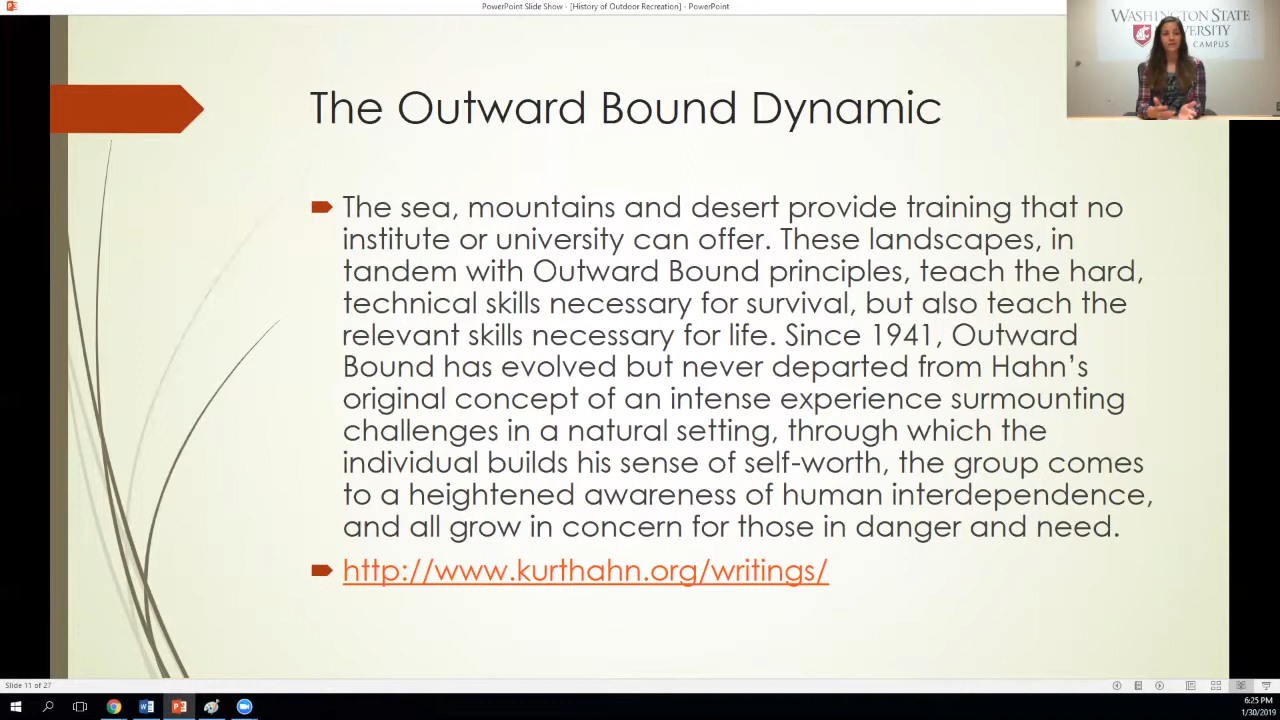 PowerPoint Slide Show - [History of Outdoor Recreation] - PowerPoint
WASHINGTON STATE
CAMPUS
The Outward Bound Dynamic
The sea, mountains and desert provide training that no
institute or university can offer. These landscapes, in
tandem with Outward Bound principles, teach the hard,
technical skills necessary for survival, but also teach the
relevant skills necessary for life. Since 1941, Outward
Bound has evolved but never departed from Hahn’s
original concept of an intense experience surmounting
challenges in a natural setting, through which the
individual builds his sense of self-worth, the group comes
to a heightened awareness of human interdependence,
and all grow in concern for those in danger and need.
http://www.kurthahn.org/writings/
Slide 11 of 27
6:25 PM
1/30/2019